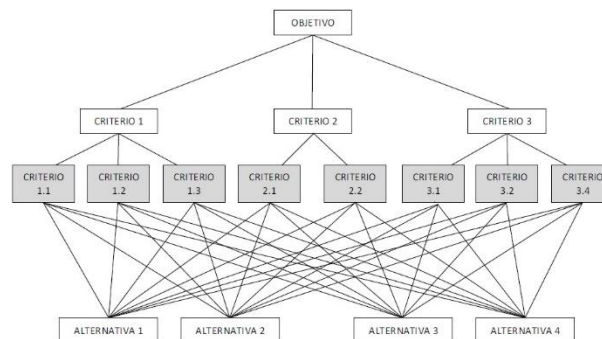 OBJETIVO
CRITERIO 1
CRITERIO 2
CRITERIO 3
CRITERIO
1.1
CRITERIO
1.2
CRITERIO
1.3
CRITERIO
2.1
CRITERIO
2.2
CRITERIO
3.1
CRITERIO
3.2
CRITERIO
3.4
ALTERNATIVA 1
ALTERNATIVA 2
ALTERNATIVA 3
ALTERNATIVA 4